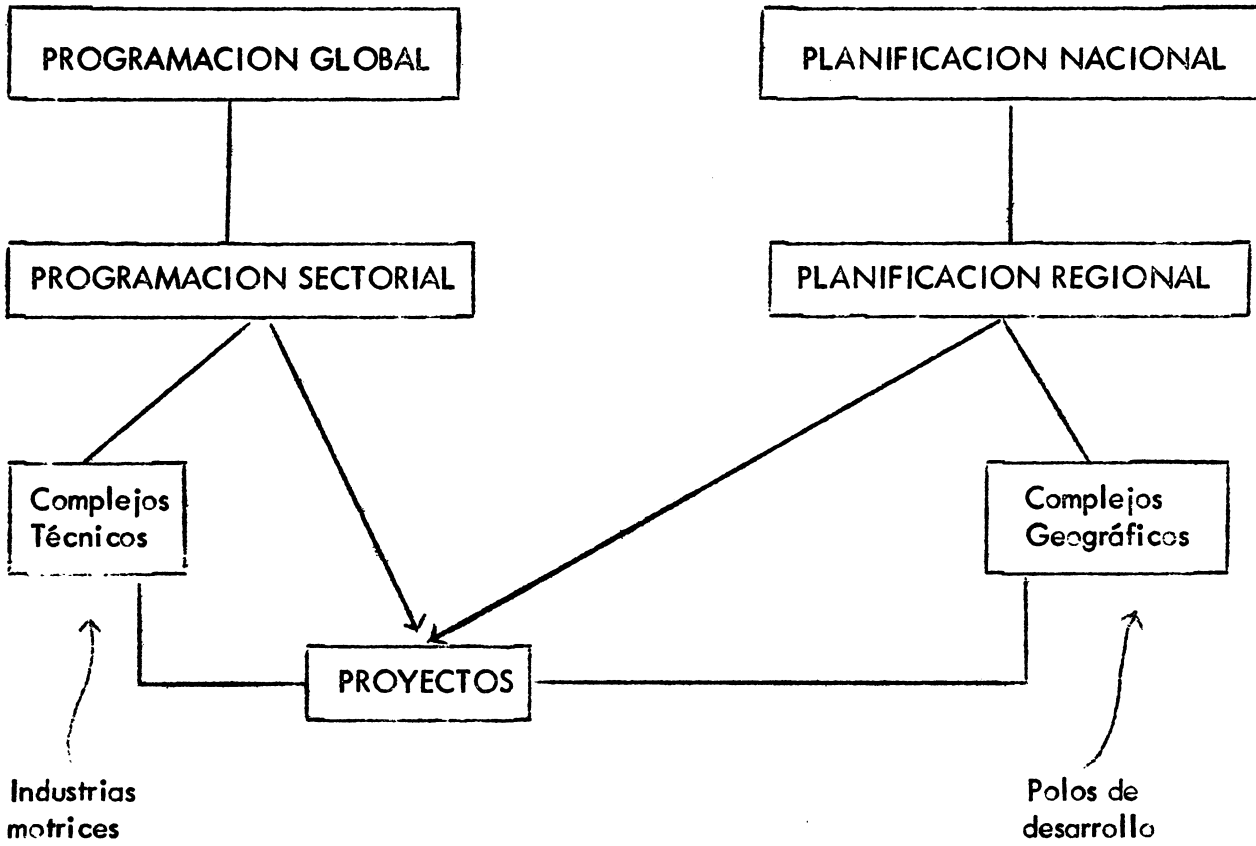 PROGRAMACION GLOBAL
PLANIFICACION NACIONAL
PROGRAMACION SECTORIAL
PLANIFICACION REGIONAL
Complejos
Técnicos
Complejos
Geográficos
PROYECTOS
Industrias
motrices
Polos de
desarrollo